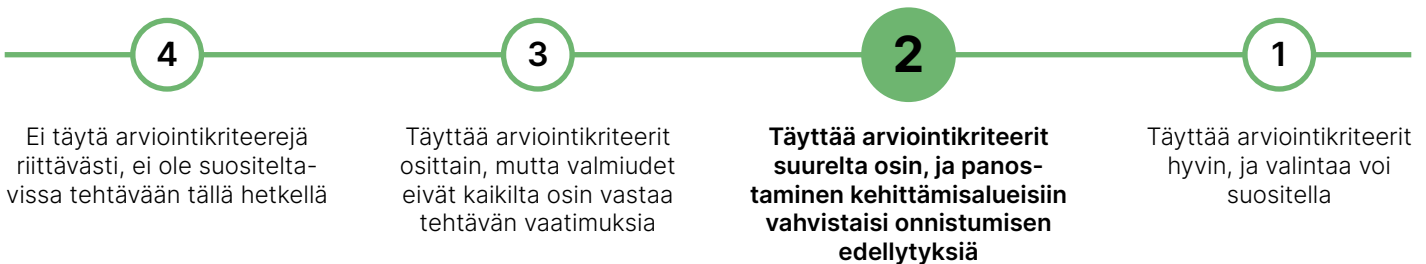 4
Ei täytä arviointikriteerejä
riittävästi, ei ole suositelta-
vissa tehtävään tällä hetkellä
3
Täyttää arviointikriteerit
osittain, mutta valmiudet
eivät kaikilta osin vastaa
tehtävän vaatimuksia
2
Täyttää arviointikriteerit
suurelta osin, ja panos-
taminen kehittämisalueisiin
vahvistaisi onnistumisen
edellytyksiä
1
Täyttää arviointikriteerit
hyvin, ja valintaa voi
suositella